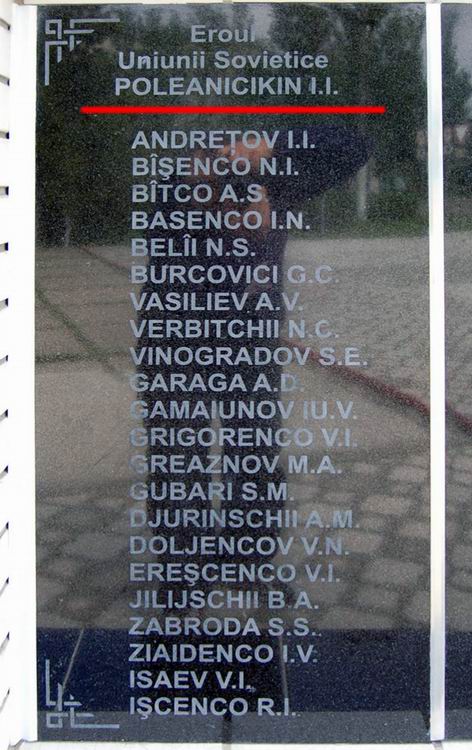 Eroul
Uniunii Sovietice
POLEANICIKIN I.I.
ANDREȚOV I.I.
BÎŞENCO N.I.
BÎTCO A.S
BASENCO I.N.
BELÎI N.S.
BURCOVICI G.C.
VASILIEV A.V.
VERBITCHII N.C.
VINOGRADOV S.E.
GARAGA A.D.
GAMAIUNOV IU.V.
GRIGORENCO V.I.
GREAZNOV M.A.
GUBARI S.M.
DJURINSCHII A.M.
DOLJENCOV V.N.
EREŞCENCO V.I.
JILIJSCHII B.A.
ZABRODA S.S.
ZIAIDENCO I.V.
ISAEV V.I.
IŞCENCO R.I.